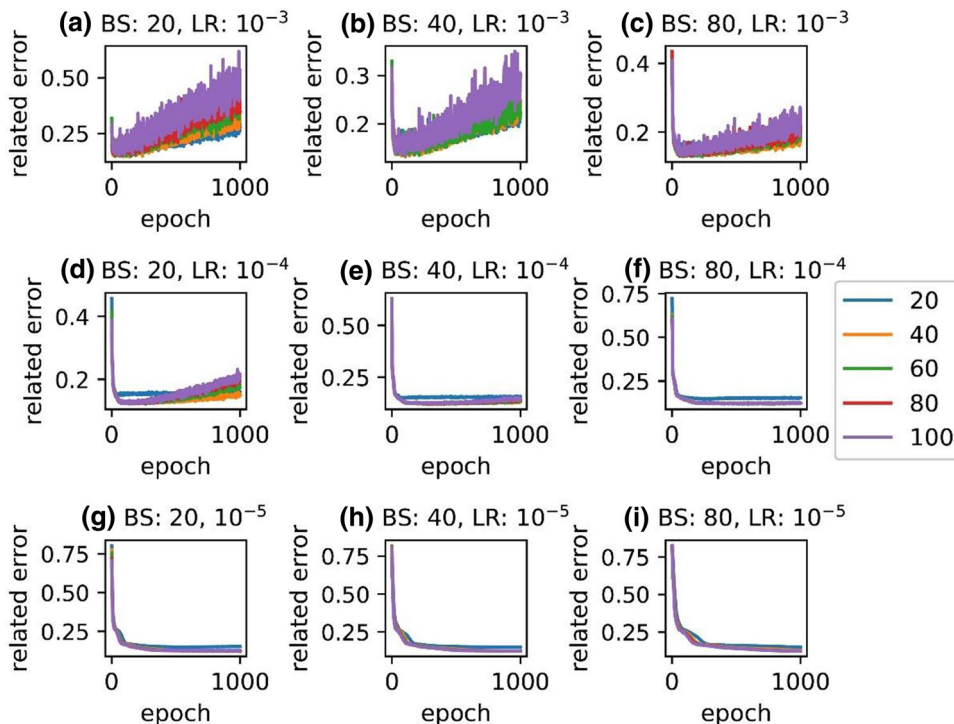 (a) BS: 20, LR: 10⁻³
related error
0.50
0.25
0
1000
epoch
(b) BS: 40, LR: 10⁻³
related error
0.3
0.2
0
1000
epoch
(c) BS: 80, LR: 10⁻³
related error
0.4
0.2
0
1000
epoch
(d) BS: 20, LR: 10⁻⁴
related error
0.4
0.2
0
1000
epoch
(e) BS: 40, LR: 10⁻⁴
related error
0.50
0.25
0
1000
epoch
(f) BS: 80, LR: 10⁻⁴
related error
0.75
0.50
0.25
0
1000
epoch
20
40
60
80
100
(g) BS: 20, 10⁻⁵
related error
0.75
0.50
0.25
0
1000
epoch
(h) BS: 40, LR: 10⁻⁵
related error
0.75
0.50
0.25
0
1000
epoch
(i) BS: 80, LR: 10⁻⁵
related error
0.75
0.50
0.25
0
1000
epoch